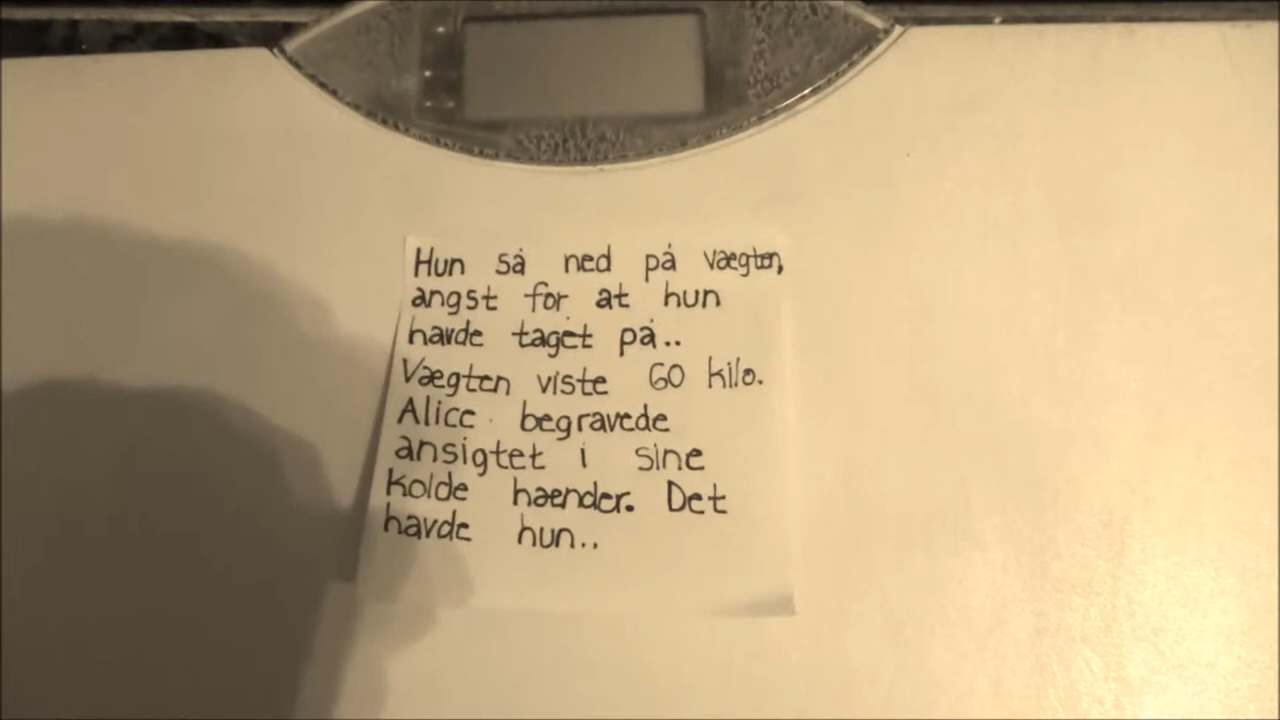 Hun så ned på vægten,
angst for at hun
havde taget på..
Vægten viste 60 kilo.
Alice begravede
ansigtet i sine
kolde hænder. Det
havde hun..